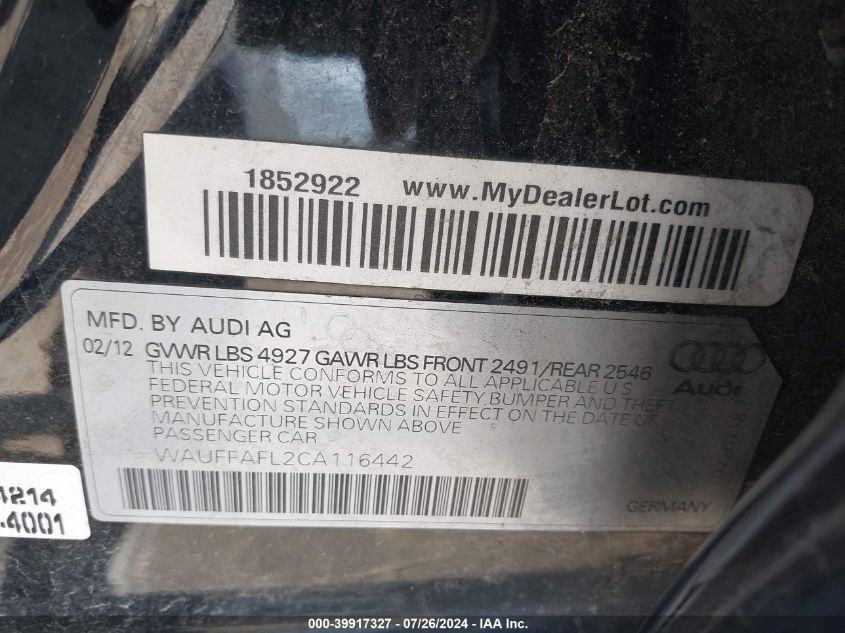 1852922 www.MyDealerLot.com
MFD. BY AUDI AG
02/12 GVWR LBS 4927 GAWR LBS FRONT 2491/REAR 2546
THIS VEHICLE CONFORMS TO ALL APPLICABLE U S
FEDERAL MOTOR VEHICLE SAFETY,BUMPER AND THEFT
PREVENTION STANDARDS IN EFFECT ON THE DATE OF
MANUFACTURE SHOWN ABOVE
PASSENGER CAR
WAUFFAFL2CA116442
Audi
GERMANY
1214
4001
000-39917327 / 07/26/2024 / IAA Inc.